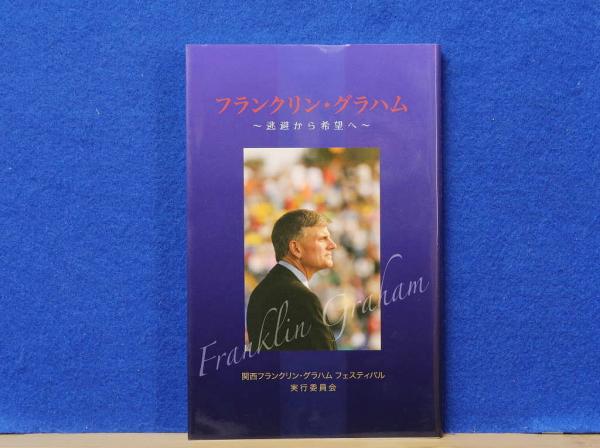 フランクリン・グラハム
～逃避から希望へ～
Franklin Graham
関西フランクリン・グラハム フェスティバル
実行委員会